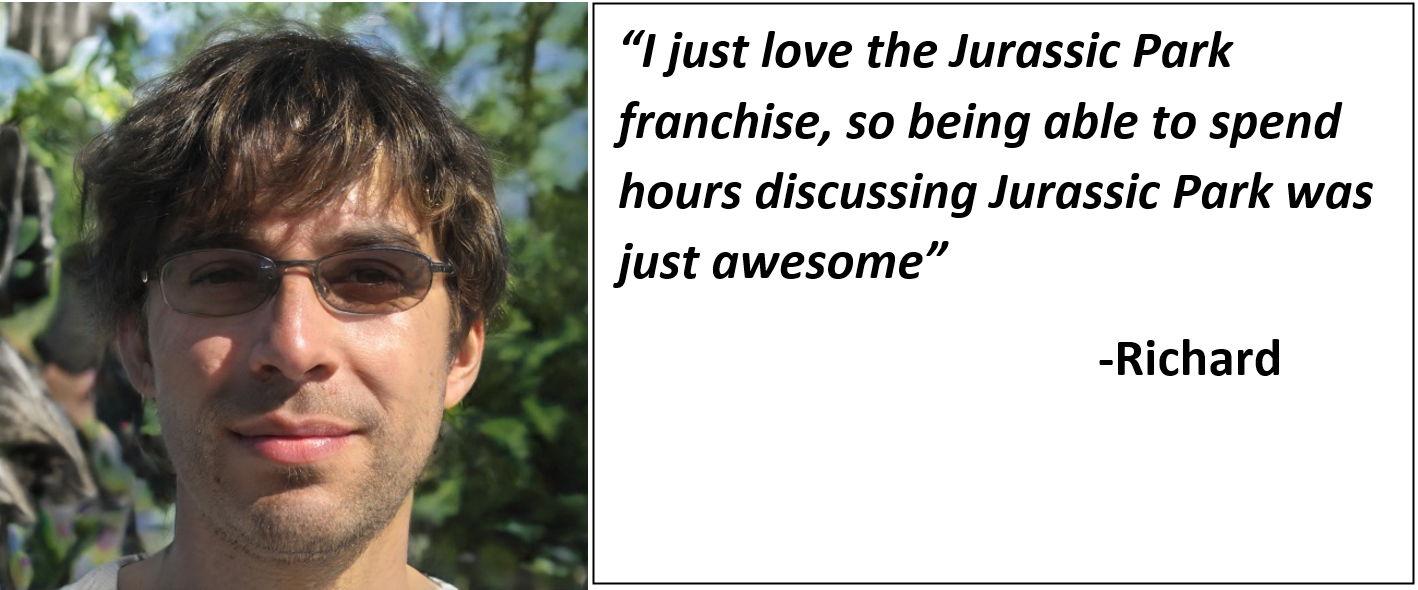 “I just love the Jurassic Park
franchise, so being able to spend
hours discussing Jurassic Park was
just awesome”
-Richard